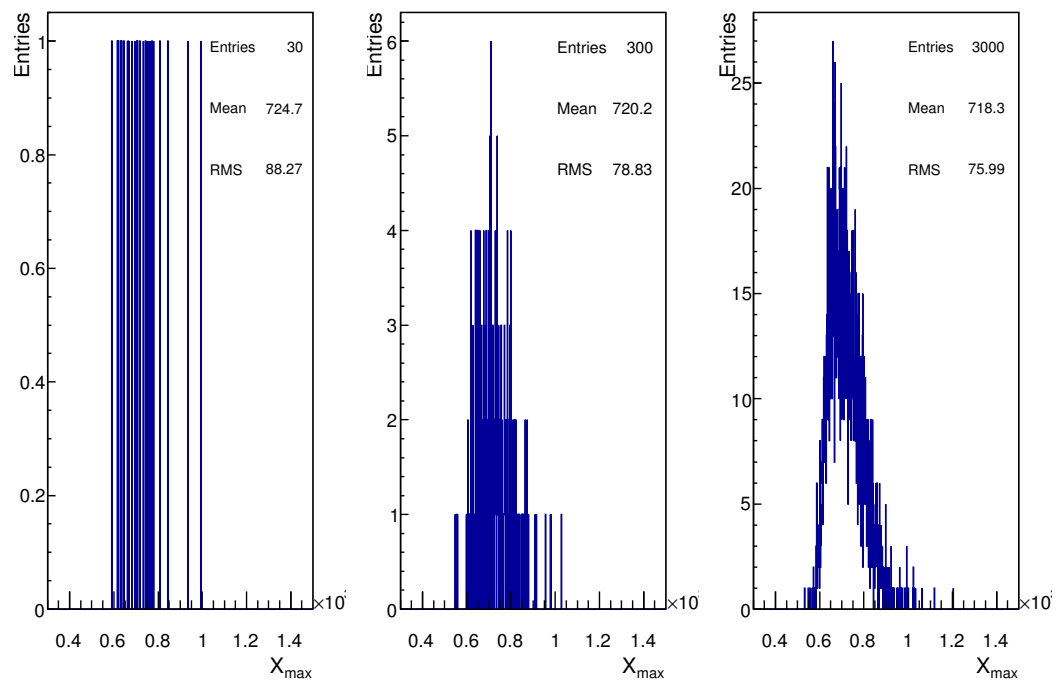 Entries
1
0.8
0.6
0.4
0.2
0
Entries 30
Mean 724.7
RMS 88.27
0.4 0.6 0.8 1 1.2 1.4
X_max
Entries
6
5
4
3
2
1
0
Entries 300
Mean 720.2
RMS 78.83
0.4 0.6 0.8 1 1.2 1.4
X_max
Entries
25
20
15
10
5
0
Entries 3000
Mean 718.3
RMS 75.99
0.4 0.6 0.8 1 1.2 1.4
X_max